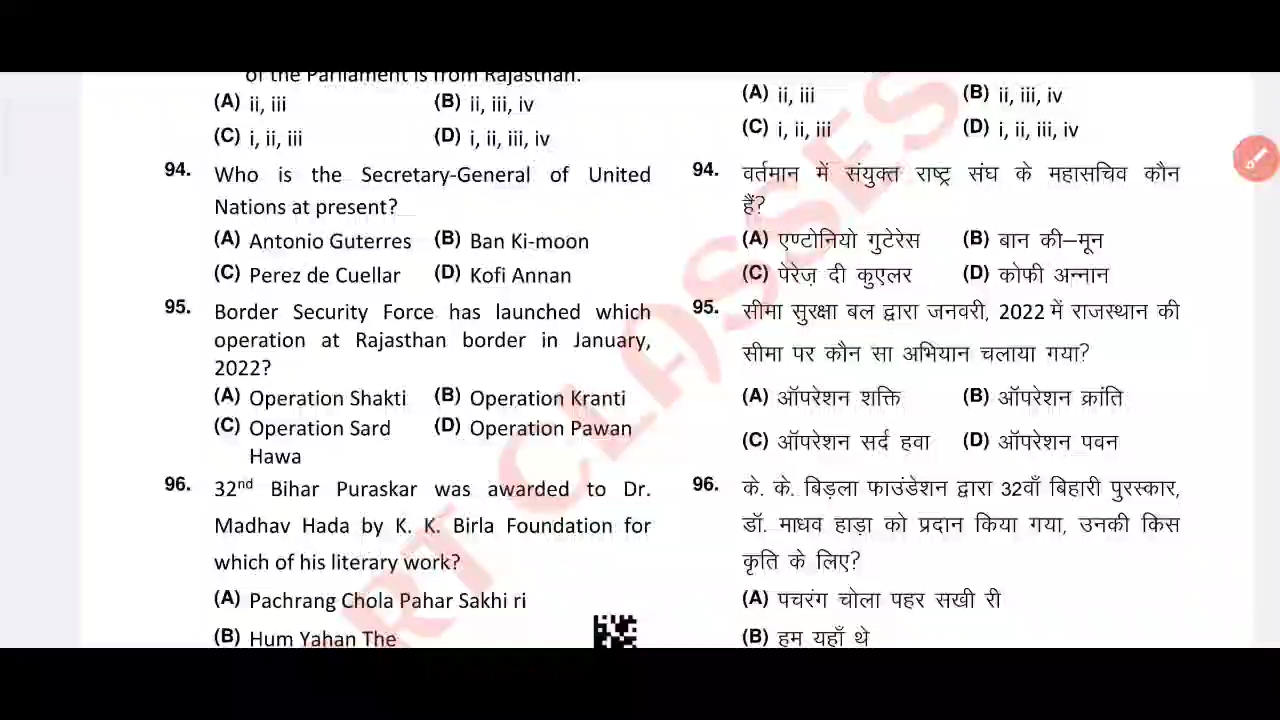 of the Parliament is from Rajasthan.
(A) ii, iii (B) ii, iii, iv
(C) i, ii, iii (D) i, ii, iii, iv
94. Who is the Secretary-General of United
Nations at present?
(A) Antonio Guterres (B) Ban Ki-moon
(C) Perez de Cuellar (D) Kofi Annan
95. Border Security Force has launched which
operation at Rajasthan border in January,
2022?
(A) Operation Shakti (B) Operation Kranti
(C) Operation Sard (D) Operation Pawan
Hawa
96. 32nd Bihar Puraskar was awarded to Dr.
Madhav Hada by K. K. Birla Foundation for
which of his literary work?
(A) Pachrang Chola Pahar Sakhi ri
(B) Hum Yahan The
(A) ii, iii (B) ii, iii, iv
(C) i, ii, iii (D) i, ii, iii, iv
94. वर्तमान में संयुक्त राष्ट्र संघ के महासचिव कौन
हैं?
(A) एण्टोनियो गुटेरेस (B) बान की–मून
(C) पेरेज़ दी कुएलर (D) कोफी अन्नान
95. सीमा सुरक्षा बल द्वारा जनवरी, 2022 में राजस्थान की
सीमा पर कौन सा अभियान चलाया गया?
(A) ऑपरेशन शक्ति (B) ऑपरेशन क्रांति
(C) ऑपरेशन सर्द हवा (D) ऑपरेशन पवन
96. के. के. बिड़ला फाउंडेशन द्वारा 32वाँ बिहारी पुरस्कार,
डॉ. माधव हाड़ा को प्रदान किया गया, उनकी किस
कृति के लिए?
(A) पचरंग चोला पहर सखी री
(B) हम यहाँ थे
RT CLASSES